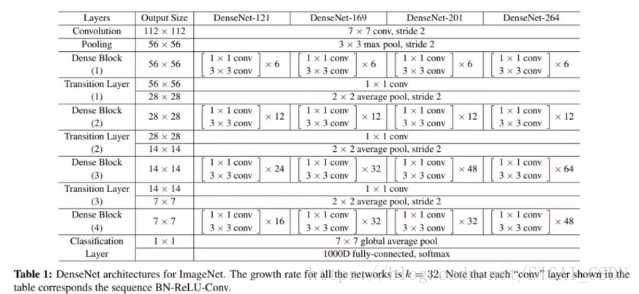 Layers Output Size DenseNet-121 DenseNet-169 DenseNet-201 DenseNet-264
Convolution 112 × 112 7 × 7 conv, stride 2
Pooling 56 × 56 3 × 3 max pool, stride 2
Dense Block (1) 56 × 56 [1 × 1 conv 3 × 3 conv] × 6 [1 × 1 conv 3 × 3 conv] × 6 [1 × 1 conv 3 × 3 conv] × 6 [1 × 1 conv 3 × 3 conv] × 6
Transition Layer (1) 56 × 56 1 × 1 conv
28 × 28 2 × 2 average pool, stride 2
Dense Block (2) 28 × 28 [1 × 1 conv 3 × 3 conv] × 12 [1 × 1 conv 3 × 3 conv] × 12 [1 × 1 conv 3 × 3 conv] × 12 [1 × 1 conv 3 × 3 conv] × 12
Transition Layer (2) 28 × 28 1 × 1 conv
14 × 14 2 × 2 average pool, stride 2
Dense Block (3) 14 × 14 [1 × 1 conv 3 × 3 conv] × 24 [1 × 1 conv 3 × 3 conv] × 32 [1 × 1 conv 3 × 3 conv] × 48 [1 × 1 conv 3 × 3 conv] × 64
Transition Layer (3) 14 × 14 1 × 1 conv
7 × 7 2 × 2 average pool, stride 2
Dense Block (4) 7 × 7 [1 × 1 conv 3 × 3 conv] × 16 [1 × 1 conv 3 × 3 conv] × 32 [1 × 1 conv 3 × 3 conv] × 32 [1 × 1 conv 3 × 3 conv] × 48
Classification Layer 1 × 1 7 × 7 global average pool
1000D fully-connected, softmax
Table 1: DenseNet architectures for ImageNet. The growth rate for all the networks is k = 32. Note that each "conv" layer shown in the
table corresponds the sequence BN-ReLU-Conv.